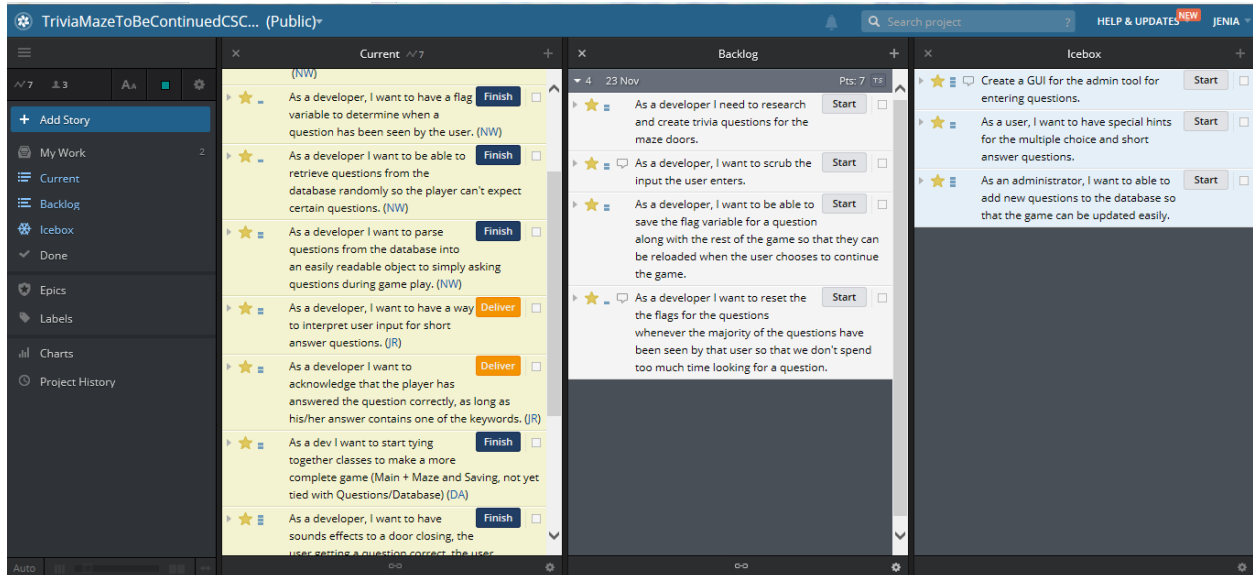 TriviaMazeToBeContinuedCSC... (Public)
Search project
?
HELP & UPDATES
NEW
JENIA
7
3
AA
+ Add Story
My Work 2
Current
Backlog
Icebox
Done
Epics
Labels
Charts
Project History
Auto
× Current 7 +
(NW)
As a developer, I want to have a flag
variable to determine when a
question has been seen by the user. (NW)
Finish
As a developer I want to be able to
retrieve questions from the
database randomly so the player can't expect
certain questions. (NW)
Finish
As a developer I want to parse
questions from the database into
an easily readable object to simply asking
questions during game play. (NW)
Finish
As a developer, I want to have a way
to interpret user input for short
answer questions. (JR)
Deliver
As a developer I want to
acknowledge that the player has
answered the question correctly, as long as
his/her answer contains one of the keywords. (JR)
Deliver
As a dev I want to start tying
together classes to make a more
complete game (Main + Maze and Saving, not yet
tied with Questions/Database) (DA)
Finish
As a developer, I want to have
sounds effects to a door closing, the
user getting a question correct, the user
Finish
× Backlog +
4 23 Nov Pts: 7 TS
As a developer I need to research
and create trivia questions for the
maze doors.
Start
As a developer, I want to scrub the
input the user enters.
Start
As a developer, I want to be able to
save the flag variable for a question
along with the rest of the game so that they can
be reloaded when the user chooses to continue
the game.
Start
As a developer I want to reset the
the flags for the questions
whenever the majority of the questions have
been seen by that user so that we don't spend
too much time looking for a question.
Start
× Icebox +
Create a GUI for the admin tool for
entering questions.
Start
As a user, I want to have special hints
for the multiple choice and short
answer questions.
Start
As an administrator, I want to able to
add new questions to the database so
that the game can be updated easily.
Start